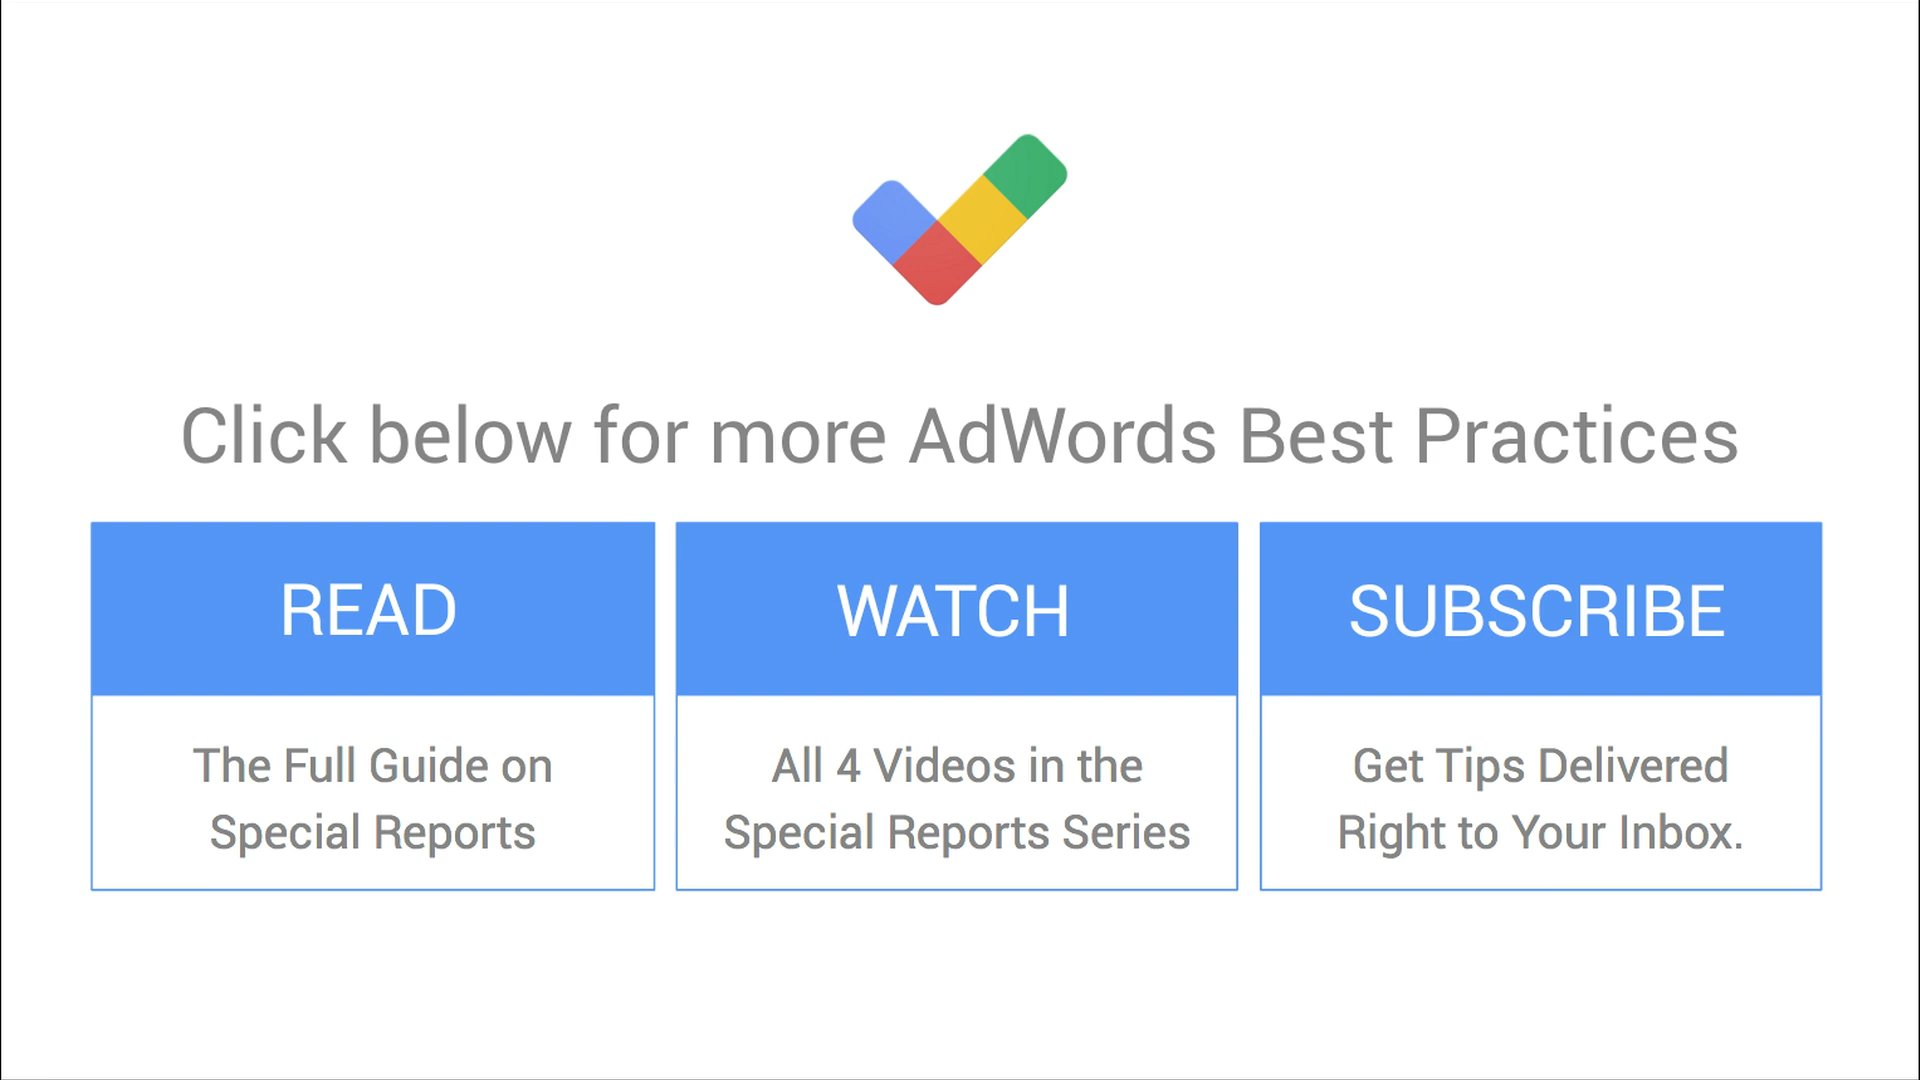 Click below for more AdWords Best Practices
READ
The Full Guide on
Special Reports
WATCH
All 4 Videos in the
Special Reports Series
SUBSCRIBE
Get Tips Delivered
Right to Your Inbox.